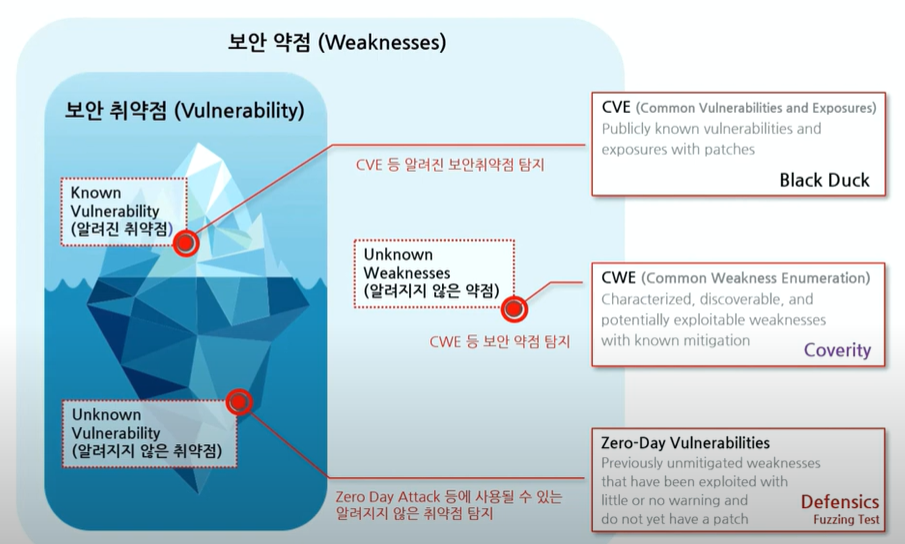 보안 약점 (Weaknesses)
보안 취약점 (Vulnerability)
Known
Vulnerability
(알려진 취약점)
CVE 등 알려진 보안취약점 탐지
CVE (Common Vulnerabilities and Exposures)
Publicly known vulnerabilities and
exposures with patches
Black Duck
Unknown
Weaknesses
(알려지지 않은 약점)
CWE 등 보안 약점 탐지
CWE (Common Weakness Enumeration)
Characterized, discoverable, and
potentially exploitable weaknesses
with known mitigation
Coverity
Unknown
Vulnerability
(알려지지 않은 취약점)
Zero Day Attack 등에 사용될 수 있는
알려지지 않은 취약점 탐지
Zero-Day Vulnerabilities
Previously unmitigated weaknesses
that have been exploited with
little or no warning and
do not yet have a patch
Defensics
Fuzzing Test